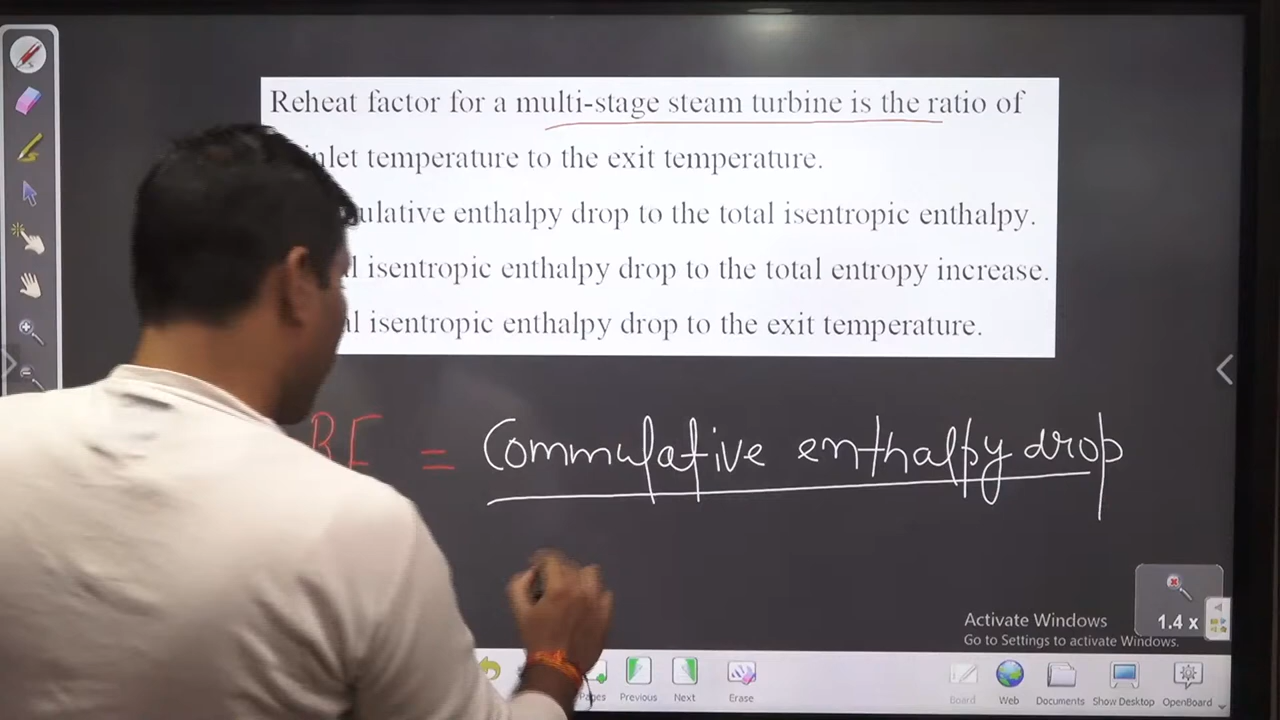 Reheat factor for a multi-stage steam turbine is the ratio of
inlet temperature to the exit temperature.
enthalpy drop to the total isentropic enthalpy.
isentropic enthalpy drop to the total entropy increase.
isentropic enthalpy drop to the exit temperature.
RF = Commulative enthalpy drop
1.4 x
Activate Windows
Go to Settings to activate Windows.
Pages Previous Next Erase Board Web Documents Show Desktop OpenBoard